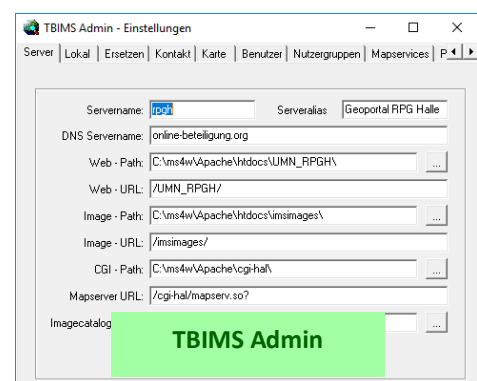 TBIMS Admin - Einstellungen
Server Lokal Ersetzen Kontakt Karte Benutzer Nutzergruppen Mapservices P
Servername: rpgh Serveralias Geoportal RPG Halle
DNS Servername: online-beteiligung.org
Web - Path: C:\ms4w\Apache\htdocs\UMN_RPGH\ ...
Web - URL: /UMN_RPGH/
Image - Path: C:\ms4w\Apache\htdocs\imsimages\ ...
Image - URL: /imsimages/
CGI - Path: C:\ms4w\Apache\cgi-hal\ ...
Mapserver URL: /cgi-hal/mapserv.so?
Imagecatalog ...
TBIMS Admin